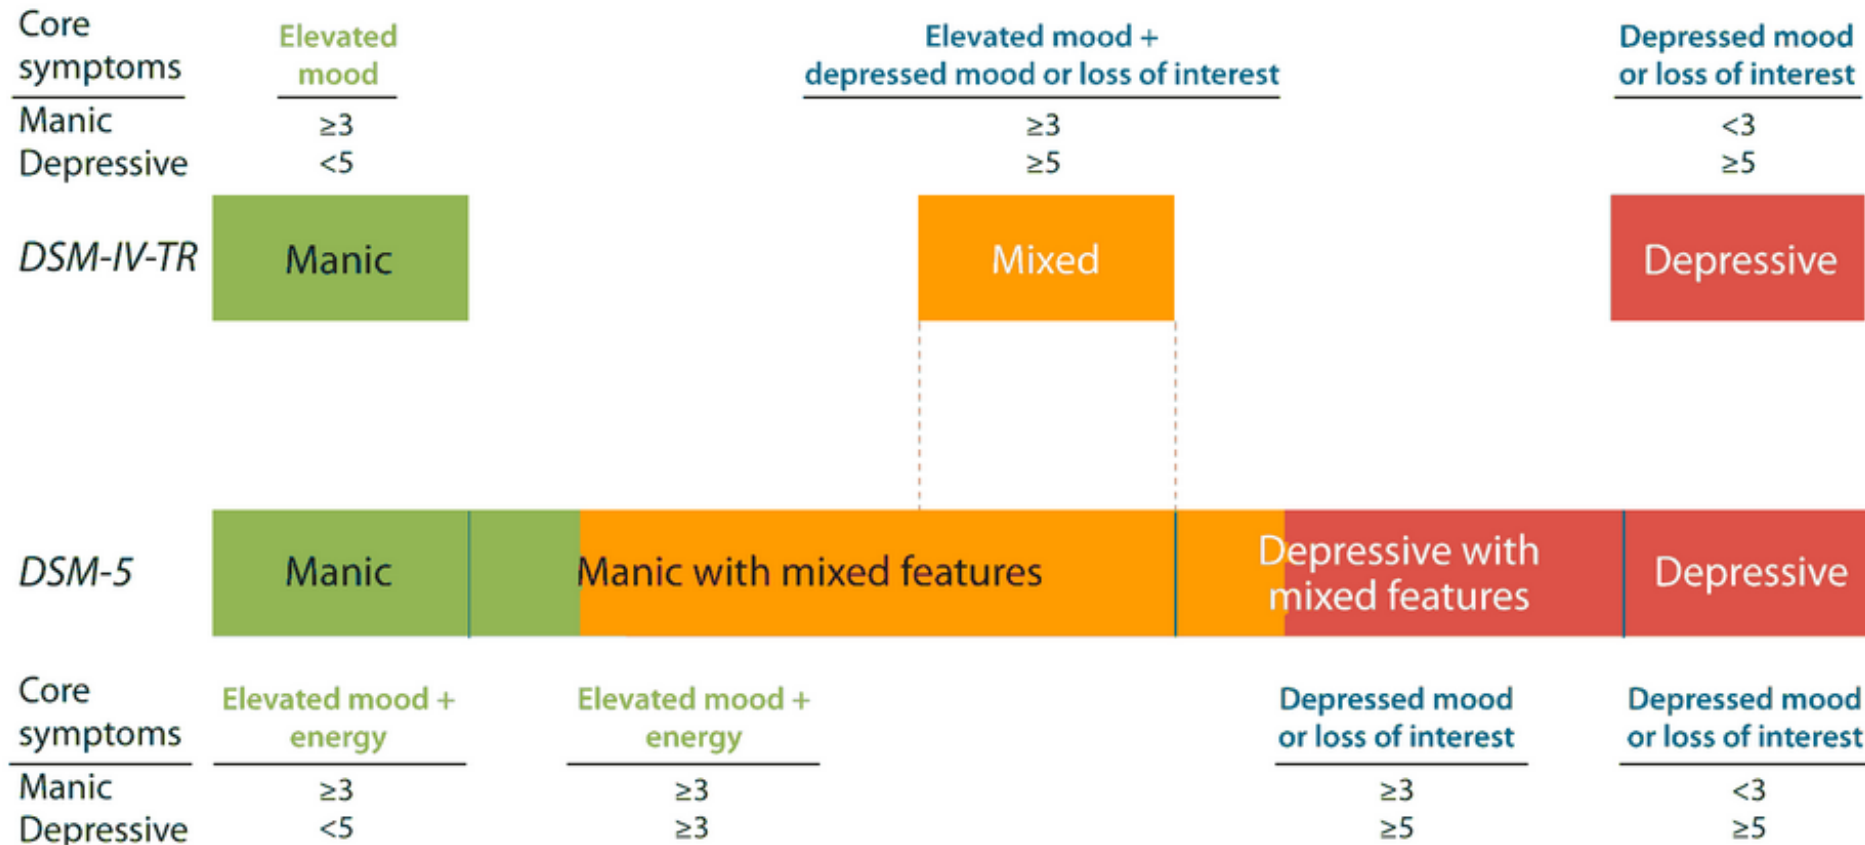 Core symptoms
Elevated mood
Elevated mood +
depressed mood or loss of interest
Depressed mood
or loss of interest
Manic ≥3 ≥3 <3
Depressive <5 ≥5 ≥5
DSM-IV-TR Manic Mixed Depressive
DSM-5 Manic Manic with mixed features
Depressive with
mixed features
Depressive
Core
symptoms
Elevated mood +
energy
Elevated mood +
energy
Depressed mood
or loss of interest
Depressed mood
or loss of interest
Manic ≥3 ≥3 ≥3 <3
Depressive <5 ≥3 ≥5 ≥5